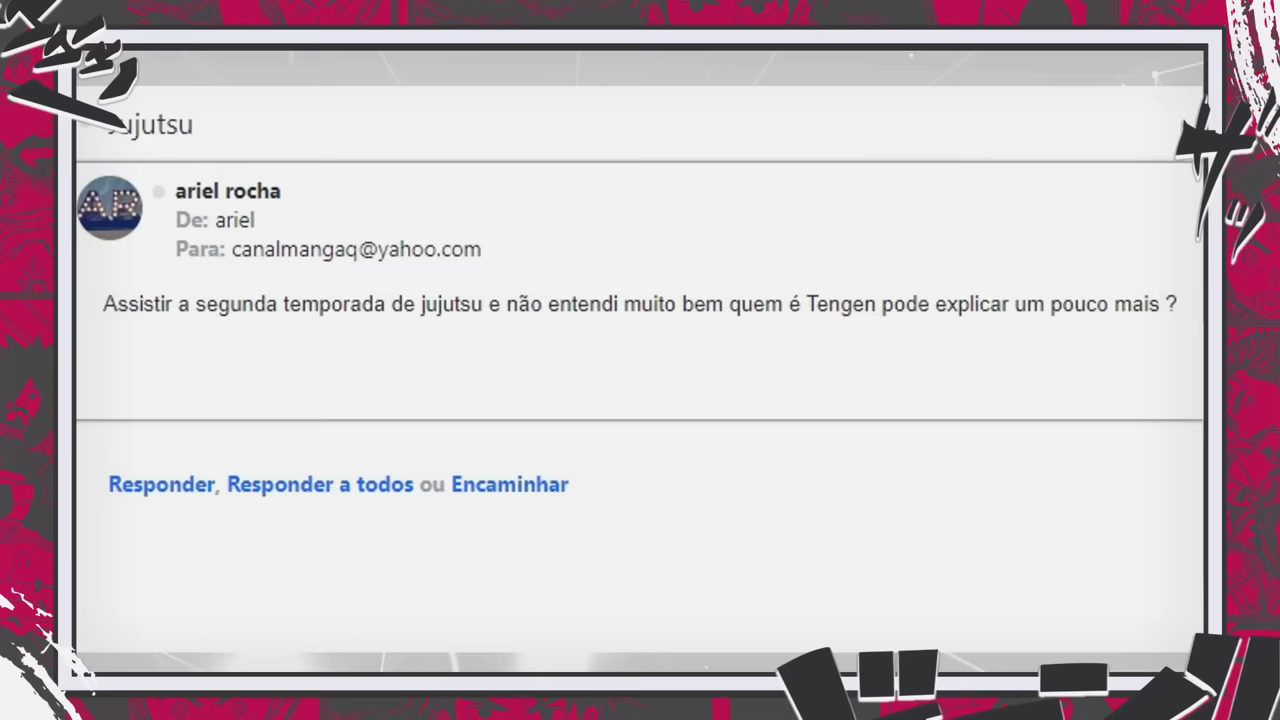 Jujutsu
AR
ariel rocha
De: ariel
Para: canalmangaq@yahoo.com
Assistir a segunda temporada de jujutsu e não entendi muito bem quem é Tengen pode explicar um pouco mais ?
Responder, Responder a todos ou Encaminhar